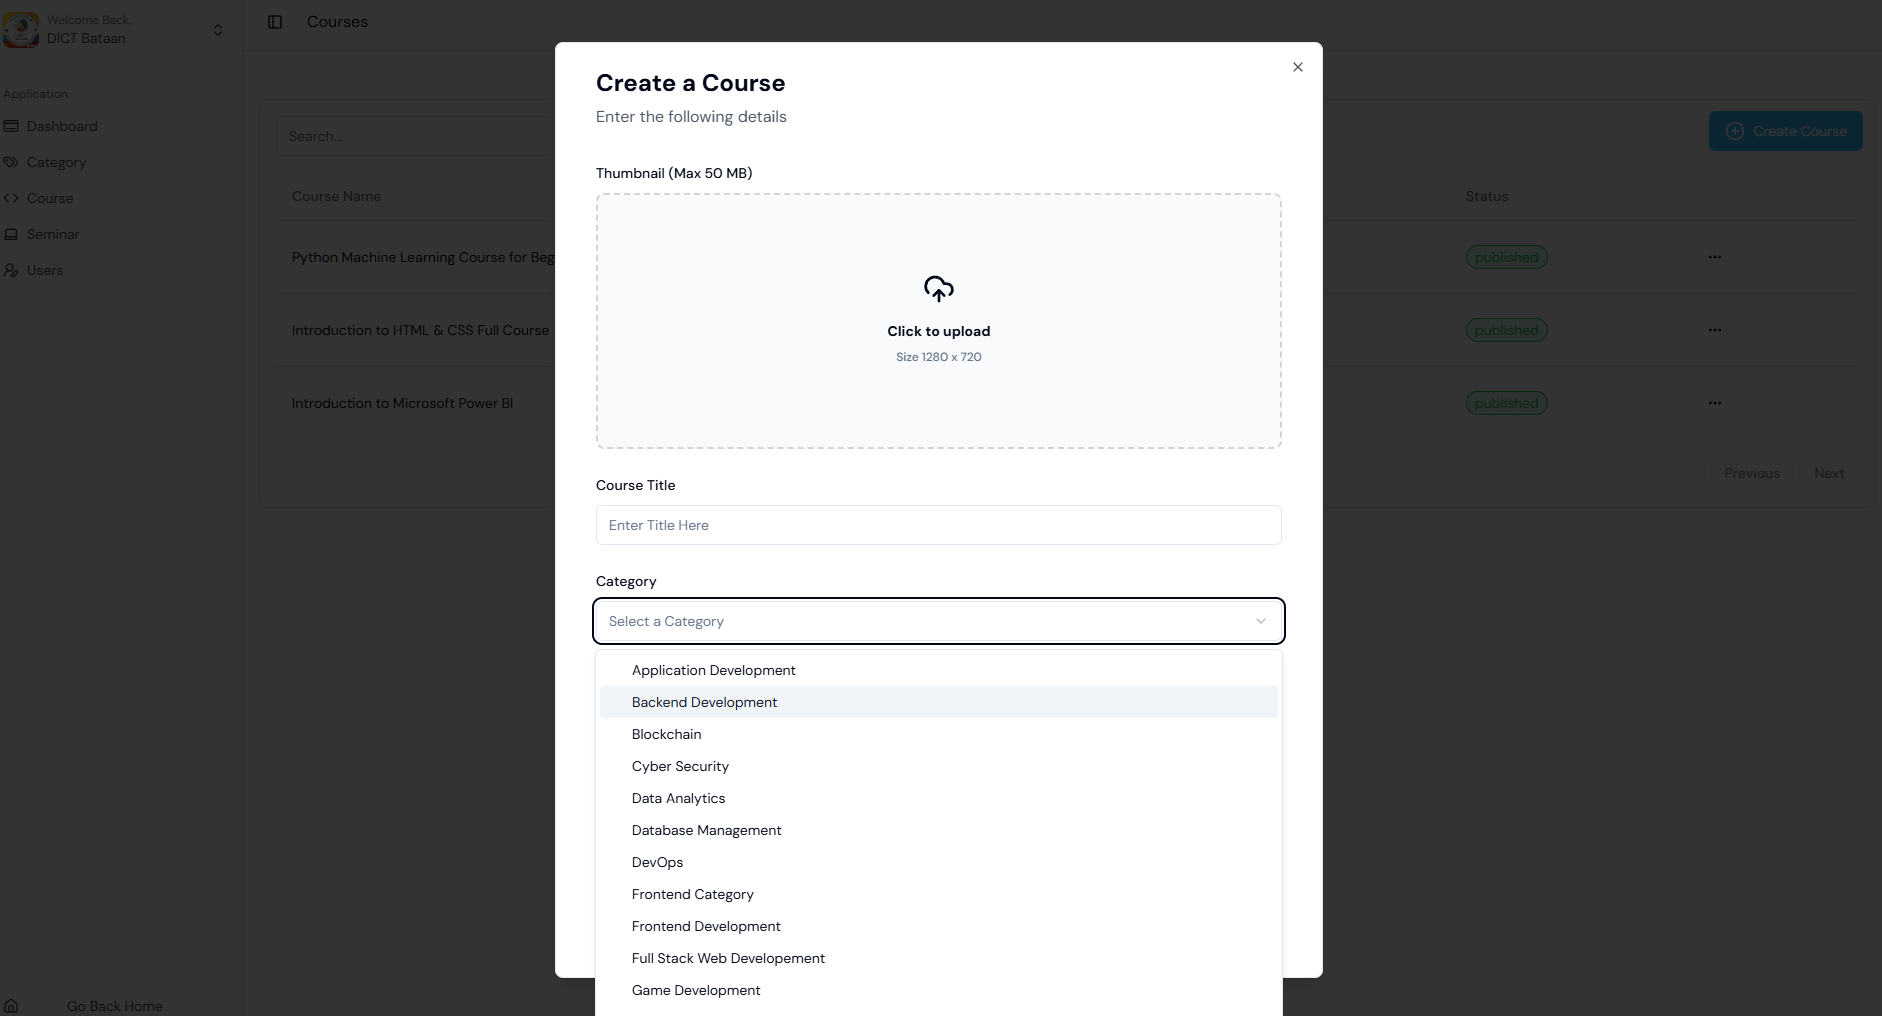 Welcome Back,
DICT Bataan
Application
Dashboard
Category
Course
Seminar
Users
Go Back Home
Courses
Search...
Create Course
Course Name
Status
Python Machine Learning Course for Beg
published
Introduction to HTML & CSS Full Course
published
Introduction to Microsoft Power BI
published
Previous
Next
Create a Course
Enter the following details
Thumbnail (Max 50 MB)
Click to upload
Size 1280 x 720
Course Title
Enter Title Here
Category
Select a Category
Application Development
Backend Development
Blockchain
Cyber Security
Data Analytics
Database Management
DevOps
Frontend Category
Frontend Development
Full Stack Web Developement
Game Development